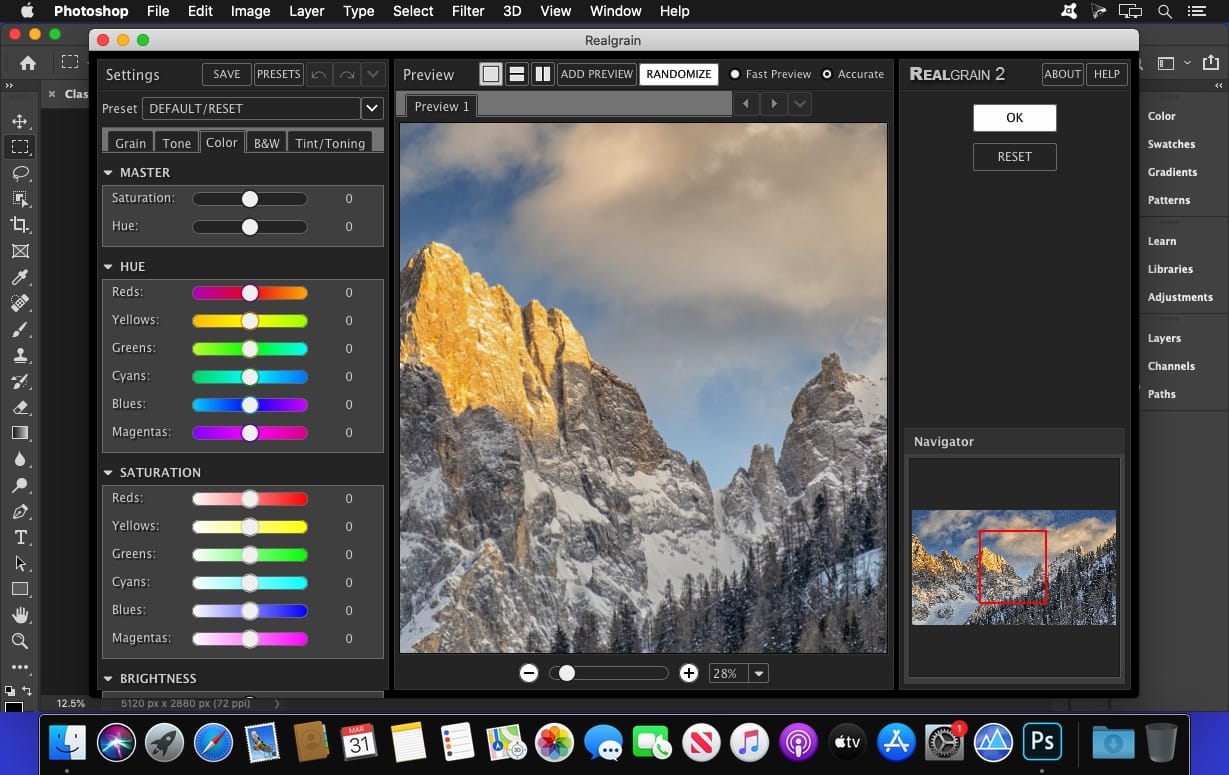 Photoshop File Edit Image Layer Type Select Filter 3D View Window Help
Realgrain
Clas
Settings SAVE PRESETS
Preset DEFAULT/RESET
Grain Tone Color B&W Tint/Toning
MASTER
Saturation: 0
Hue: 0
HUE
Reds: 0
Yellows: 0
Greens: 0
Cyans: 0
Blues: 0
Magentas: 0
SATURATION
Reds: 0
Yellows: 0
Greens: 0
Cyans: 0
Blues: 0
Magentas: 0
BRIGHTNESS
Preview ADD PREVIEW RANDOMIZE Fast Preview Accurate
Preview 1
28%
REALGRAIN 2 ABOUT HELP
OK
RESET
Navigator
Color
Swatches
Gradients
Patterns
Learn
Libraries
Adjustments
Layers
Channels
Paths
12.5% 5120 px x 2880 px (72 ppi)
MAR
31
3D
tv
1
Ps